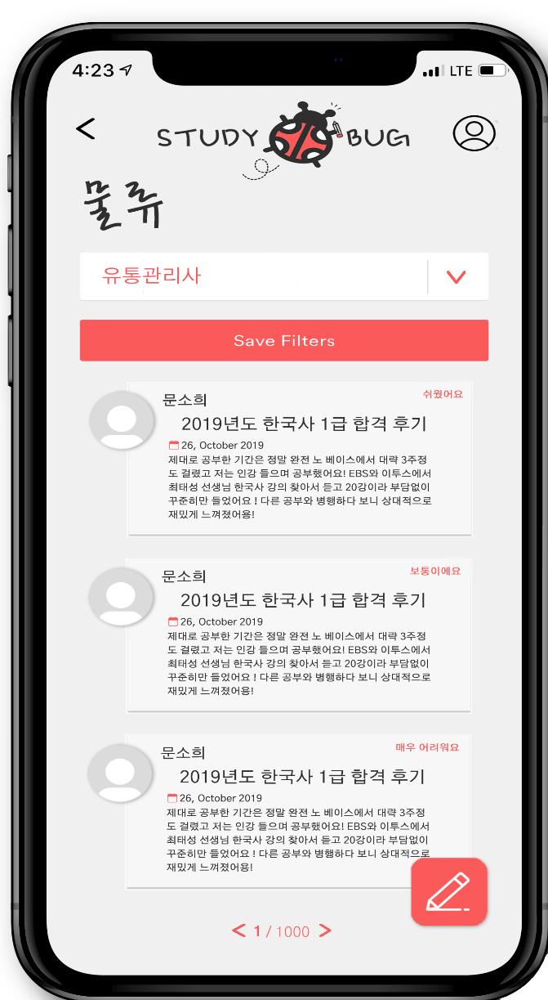 4:23 LTE
STUDY BUG
물류
유통관리사
Save Filters
문소희 쉬웠어요
2019년도 한국사 1급 합격 후기
26, October 2019
제대로 공부한 기간은 정말 완전 노 베이스에서 대략 3주정
도 걸렸고 저는 인강 들으며 공부했어요! EBS와 이투스에서
최태성 선생님 한국사 강의 찾아서 듣고 20강이라 부담없이
꾸준히만 들었어요 ! 다른 공부와 병행하다 보니 상대적으로
재밌게 느껴졌어용!
문소희 보통이에요
2019년도 한국사 1급 합격 후기
26, October 2019
제대로 공부한 기간은 정말 완전 노 베이스에서 대략 3주정
도 걸렸고 저는 인강 들으며 공부했어요! EBS와 이투스에서
최태성 선생님 한국사 강의 찾아서 듣고 20강이라 부담없이
꾸준히만 들었어요 ! 다른 공부와 병행하다 보니 상대적으로
재밌게 느껴졌어용!
문소희 매우 어려워요
2019년도 한국사 1급 합격 후기
26, October 2019
제대로 공부한 기간은 정말 완전 노 베이스에서 대략 3주정
도 걸렸고 저는 인강 들으며 공부했어요! EBS와 이투스에서
최태성 선생님 한국사 강의 찾아서 듣고 20강이라 부담없이
꾸준히만 들었어요 ! 다른 공부와 병행하다 보니 상대적으로
재밌게 느껴졌어용!
< 1 / 1000 >